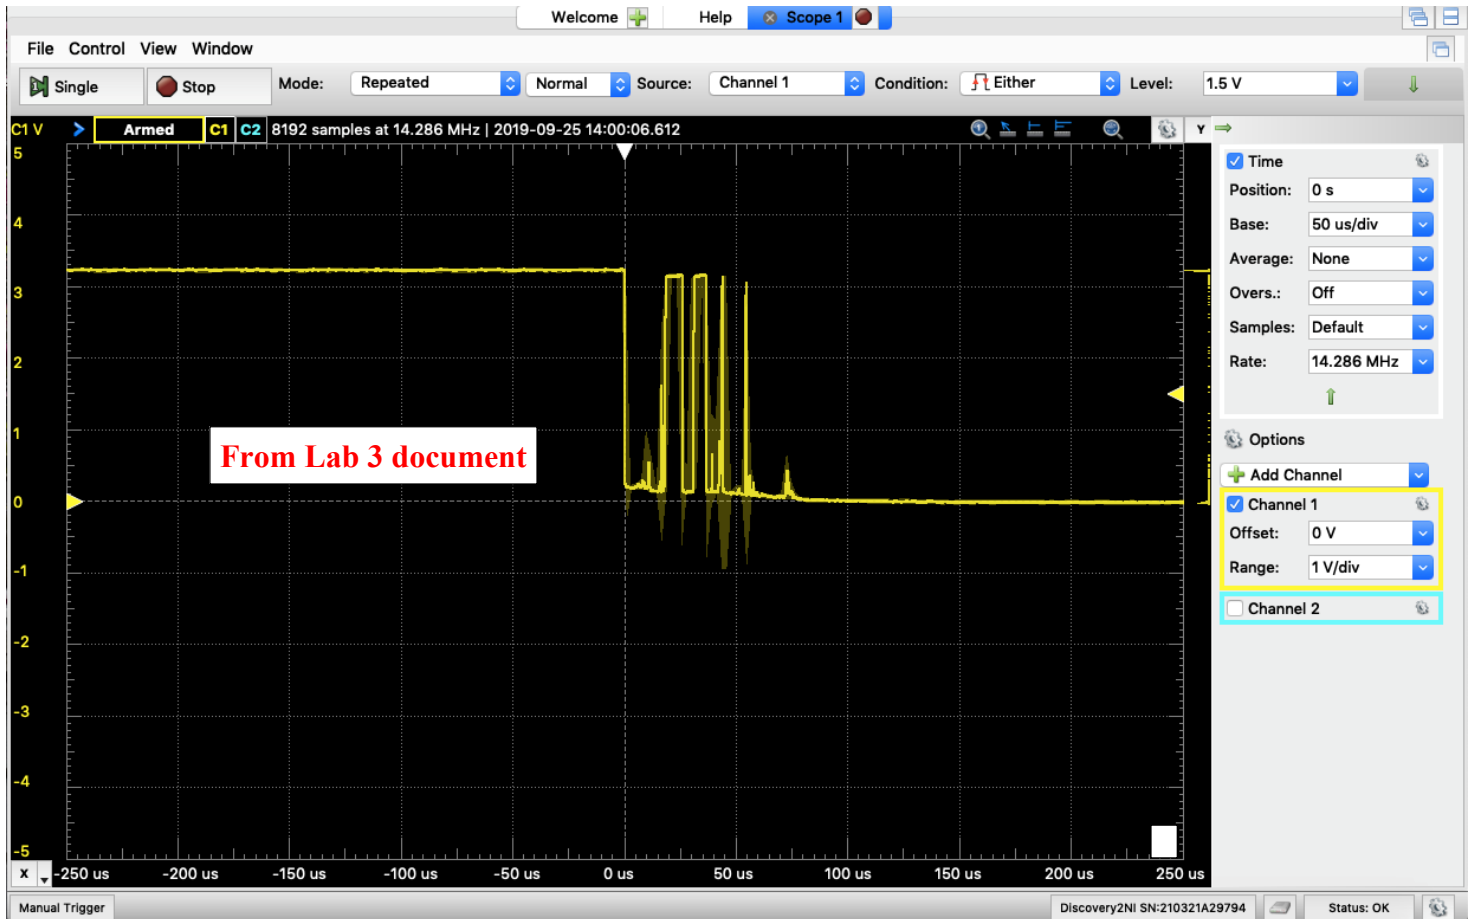 Welcome Help Scope 1
File Control View Window
Single Stop Mode: Repeated Normal Source: Channel 1 Condition: Either Level: 1.5 V
C1 V Armed C1 C2 8192 samples at 14.286 MHz | 2019-09-25 14:00:06.612 Y
5
4
3
2
1
0
-1
-2
-3
-4
-5
From Lab 3 document
X -250 us -200 us -150 us -100 us -50 us 0 us 50 us 100 us 150 us 200 us 250 us
Time
Position: 0 s
Base: 50 us/div
Average: None
Overs.: Off
Samples: Default
Rate: 14.286 MHz
Options
Add Channel
Channel 1
Offset: 0 V
Range: 1 V/div
Channel 2
Manual Trigger Discovery2NI SN:210321A29794 Status: OK